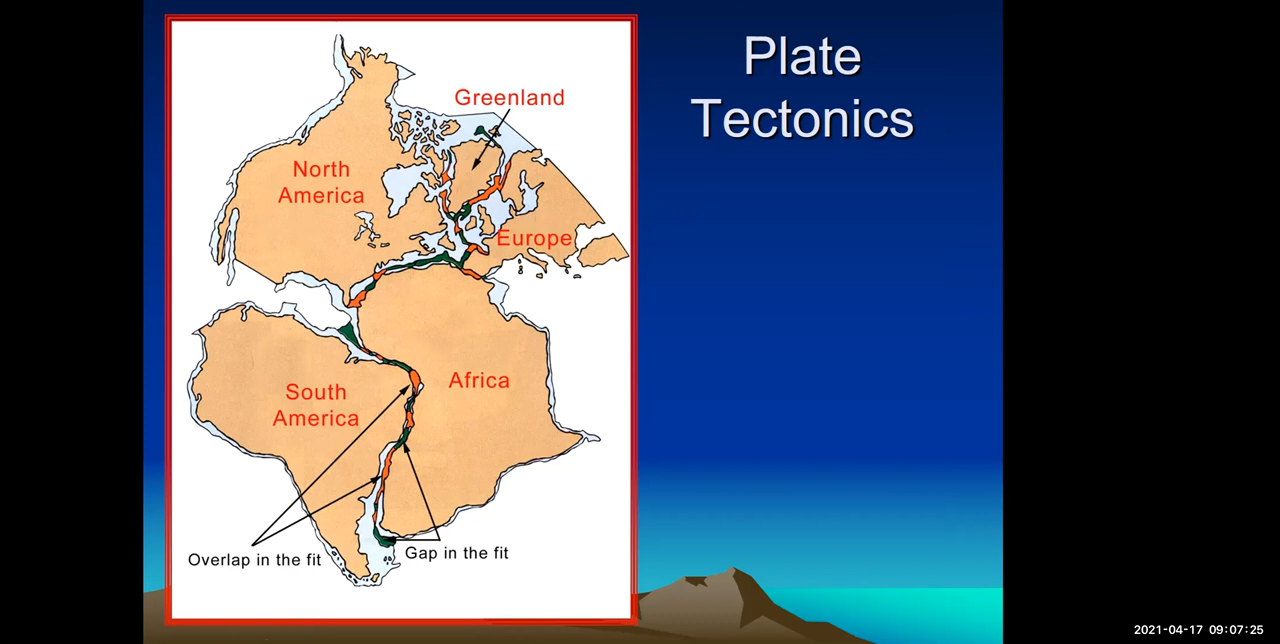 Plate
Tectonics
Greenland
North
America
Europe
South
America
Africa
Overlap in the fit
Gap in the fit
2021-04-17 09:07:25